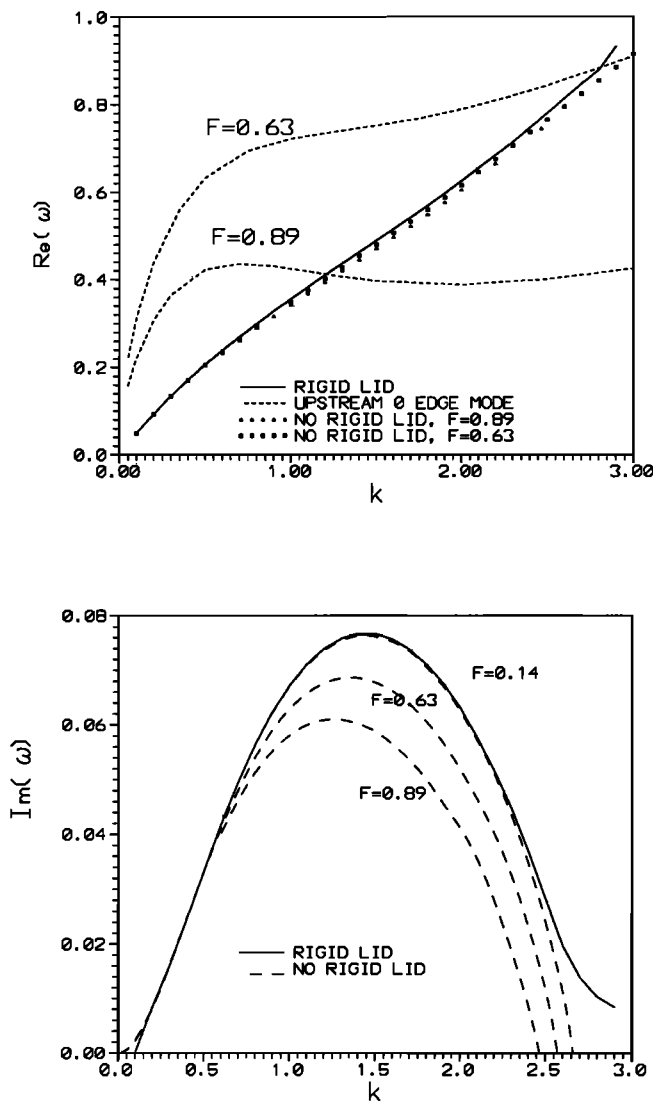 1.0
0.8
F=0.63
0.6
Re(ω)
F=0.89
0.4
0.2
RIGID LID
UPSTREAM 0 EDGE MODE
NO RIGID LID, F=0.89
NO RIGID LID, F=0.63
0.0
0.00 1.00 2.00 3.00
k
0.08
F=0.14
F=0.63
0.06
Im(ω)
F=0.89
0.04
0.02
RIGID LID
NO RIGID LID
0.00
0.0 0.5 1.0 1.5 2.0 2.5 3.0
k